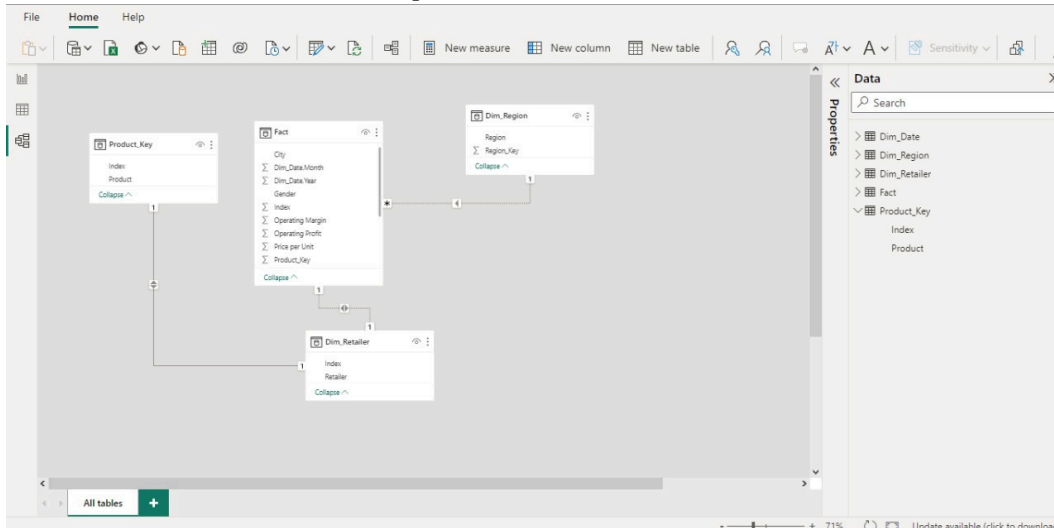 File Home Help
New measure New column New table Sensitivity
Data
Properties
Search
Dim_Date
Dim_Region
Dim_Retailer
Fact
Product_Key
Index
Product
Product_Key
Index
Product
Collapse
1
Fact
City
Dim_Date.Month
Dim_Date.Year
Gender
Index
Operating Margin
Operating Profit
Price per Unit
Product_Key
Collapse
1
*
Dim_Region
Region
Region_Key
Collapse
1
1
Dim_Retailer
1
Index
Retailer
Collapse
All tables +
- + 71% Update available (click to download